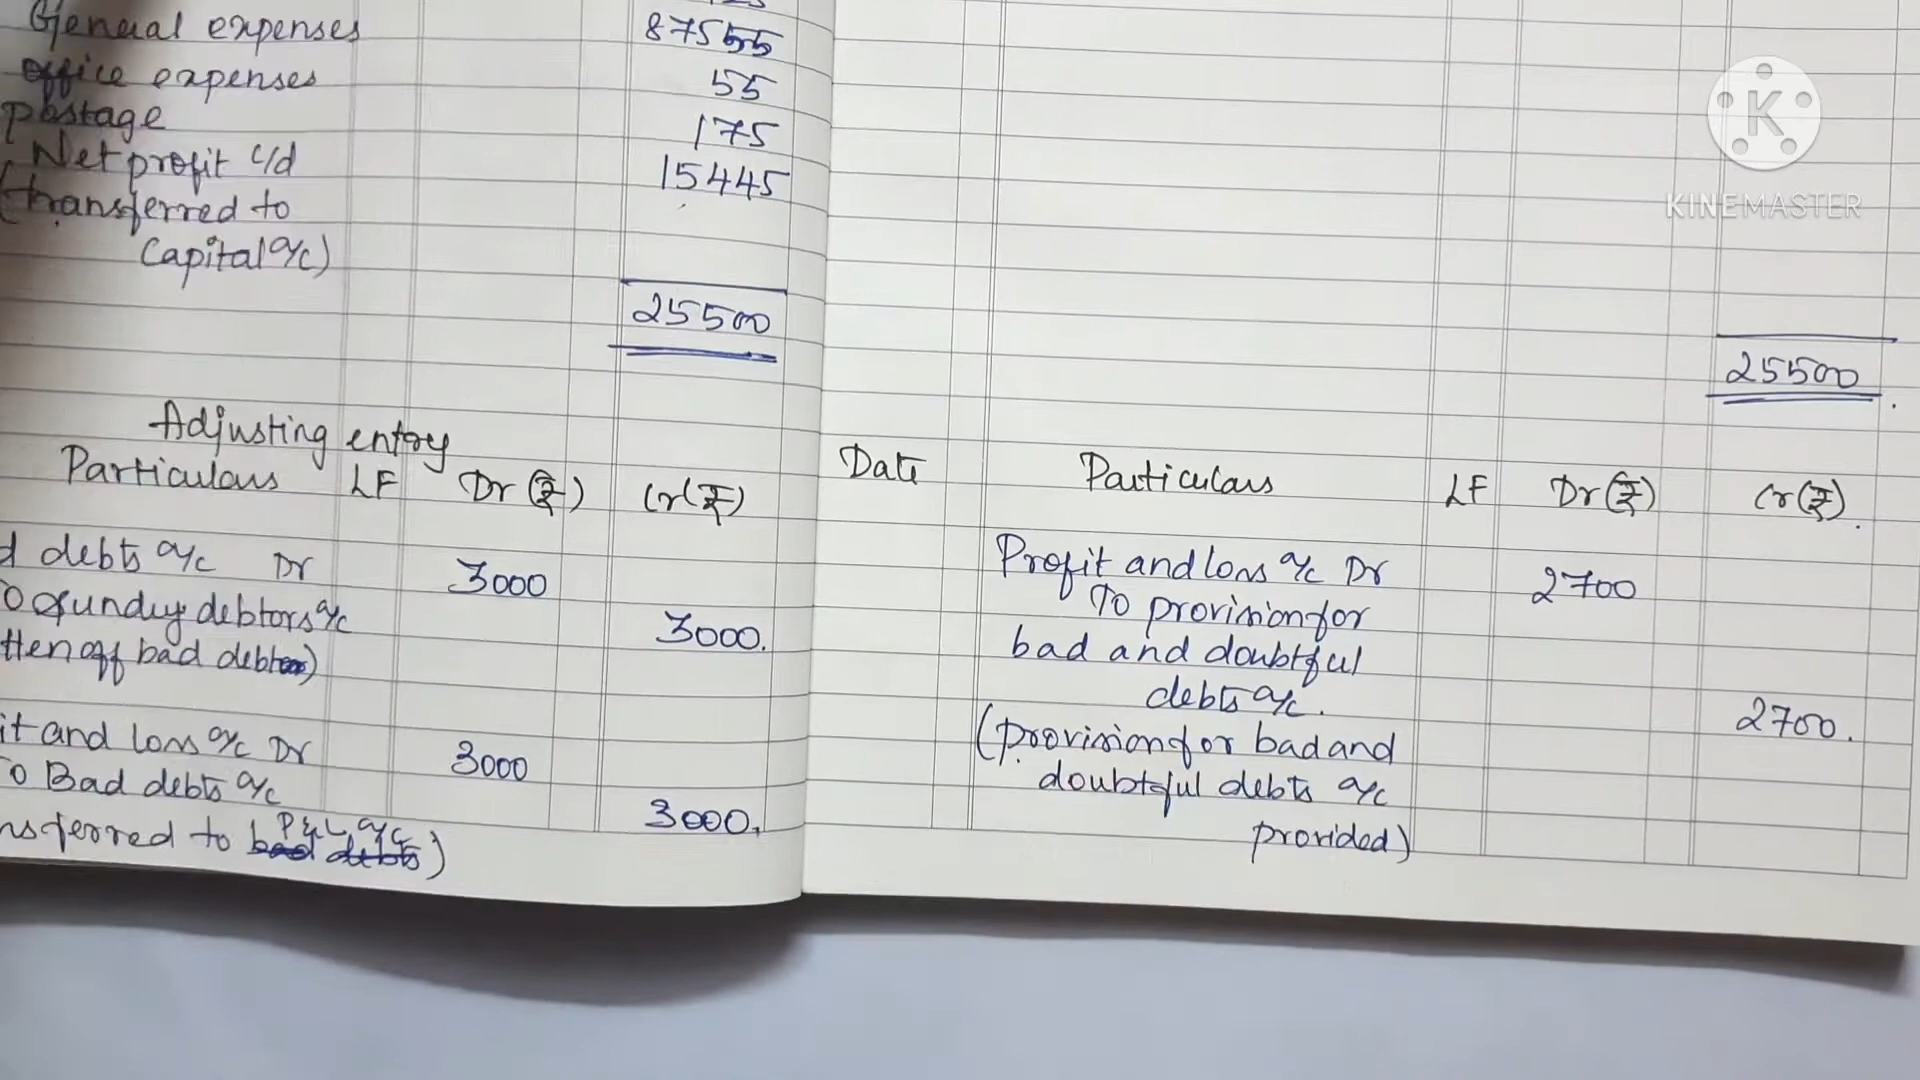 General expenses 875
office expenses 55
Postage 175
Net profit c/d 15445
(transferred to
Capital a/c)
25500
25500
Adjusting entry
Particulars LF Dr (₹) Cr (₹)
d debts a/c Dr 3000
o sundry debtors a/c 3000.
tten off bad debts)
it and Loss a/c Dr 3000
o Bad debts a/c 3000.
nsferred to P & L a/c)
Date Particulars LF Dr (₹) Cr (₹).
Profit and loss a/c Dr 2700
To provision for
bad and doubtful
debts a/c. 2700.
(provision for bad and
doubtful debts a/c
provided)
K
KINEMASTER